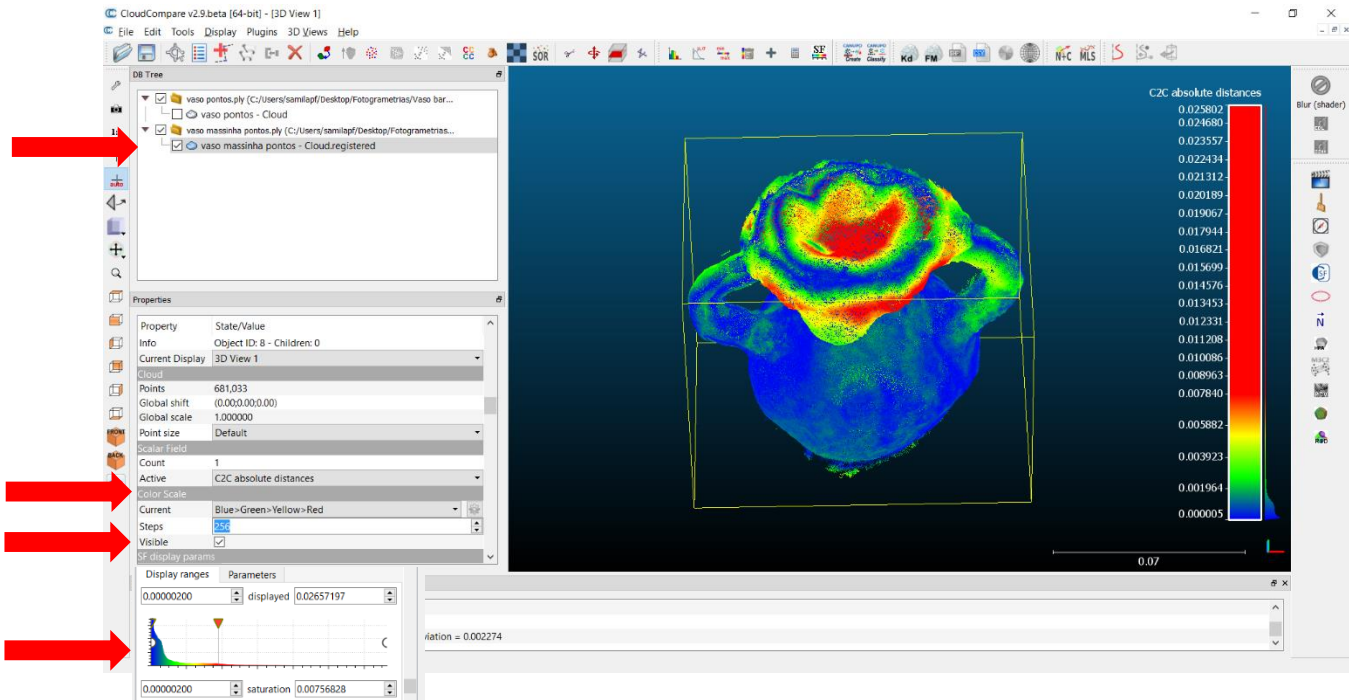 CloudCompare v2.9.beta [64-bit] - [3D View 1]
File Edit Tools Display Plugins 3D Views Help
SOR
SF
Create
Classify
Kd
FM
N+C
MLS
DB Tree
vaso pontos.ply (C:/Users/samilapf/Desktop/Fotogrametrias/Vaso bar...
vaso pontos - Cloud
vaso massinha pontos.ply (C:/Users/samilapf/Desktop/Fotogrametrias...
vaso massinha pontos - Cloud.registered
auto
FRONT
BACK
Properties
Property State/Value
Info Object ID: 8 - Children: 0
Current Display 3D View 1
Cloud
Points 681,033
Global shift (0.00;0.00;0.00)
Global scale 1.000000
Point size Default
Scalar Field
Count 1
Active C2C absolute distances
Color Scale
Current Blue>Green>Yellow>Red
Steps 256
Visible
SF display params
Display ranges Parameters
0.00000200 displayed 0.02657197
0.00000200 saturation 0.00756828
C2C absolute distances
0.025802
0.024680
0.023557
0.022434
0.021312
0.020189
0.019067
0.017944
0.016821
0.015699
0.014576
0.013453
0.012331
0.011208
0.010086
0.008963
0.007840
0.005882
0.003923
0.001964
0.000005
0.07
viation = 0.002274
Blur (shader)
SF
N
M3C2